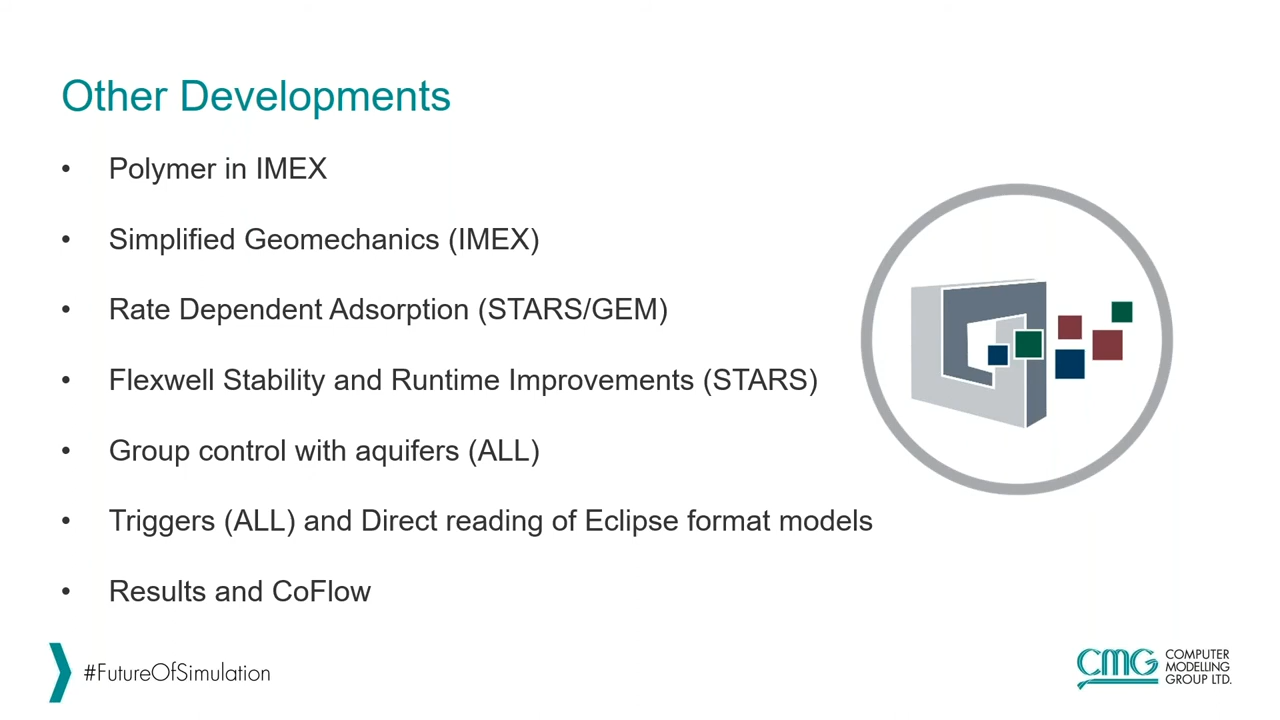 Other Developments
• Polymer in IMEX
• Simplified Geomechanics (IMEX)
• Rate Dependent Adsorption (STARS/GEM)
• Flexwell Stability and Runtime Improvements (STARS)
• Group control with aquifers (ALL)
• Triggers (ALL) and Direct reading of Eclipse format models
• Results and CoFlow
#FutureOfSimulation
CMG
COMPUTER
MODELLING
GROUP LTD.